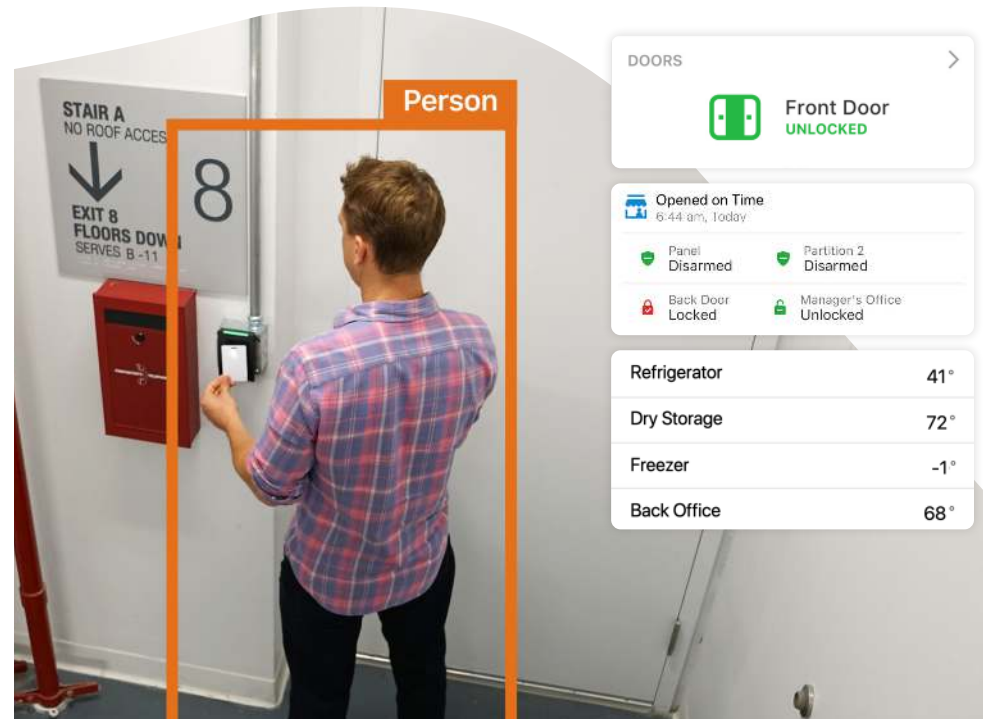 STAIR A
NO ROOF ACCES
8
EXIT 8
FLOORS DOWN
SERVES B -11
Person
DOORS
Front Door
UNLOCKED
Opened on Time
6:44 am, Today
Panel
Disarmed
Partition 2
Disarmed
Back Door
Locked
Manager's Office
Unlocked
Refrigerator
41°
Dry Storage
72°
Freezer
-1°
Back Office
68°